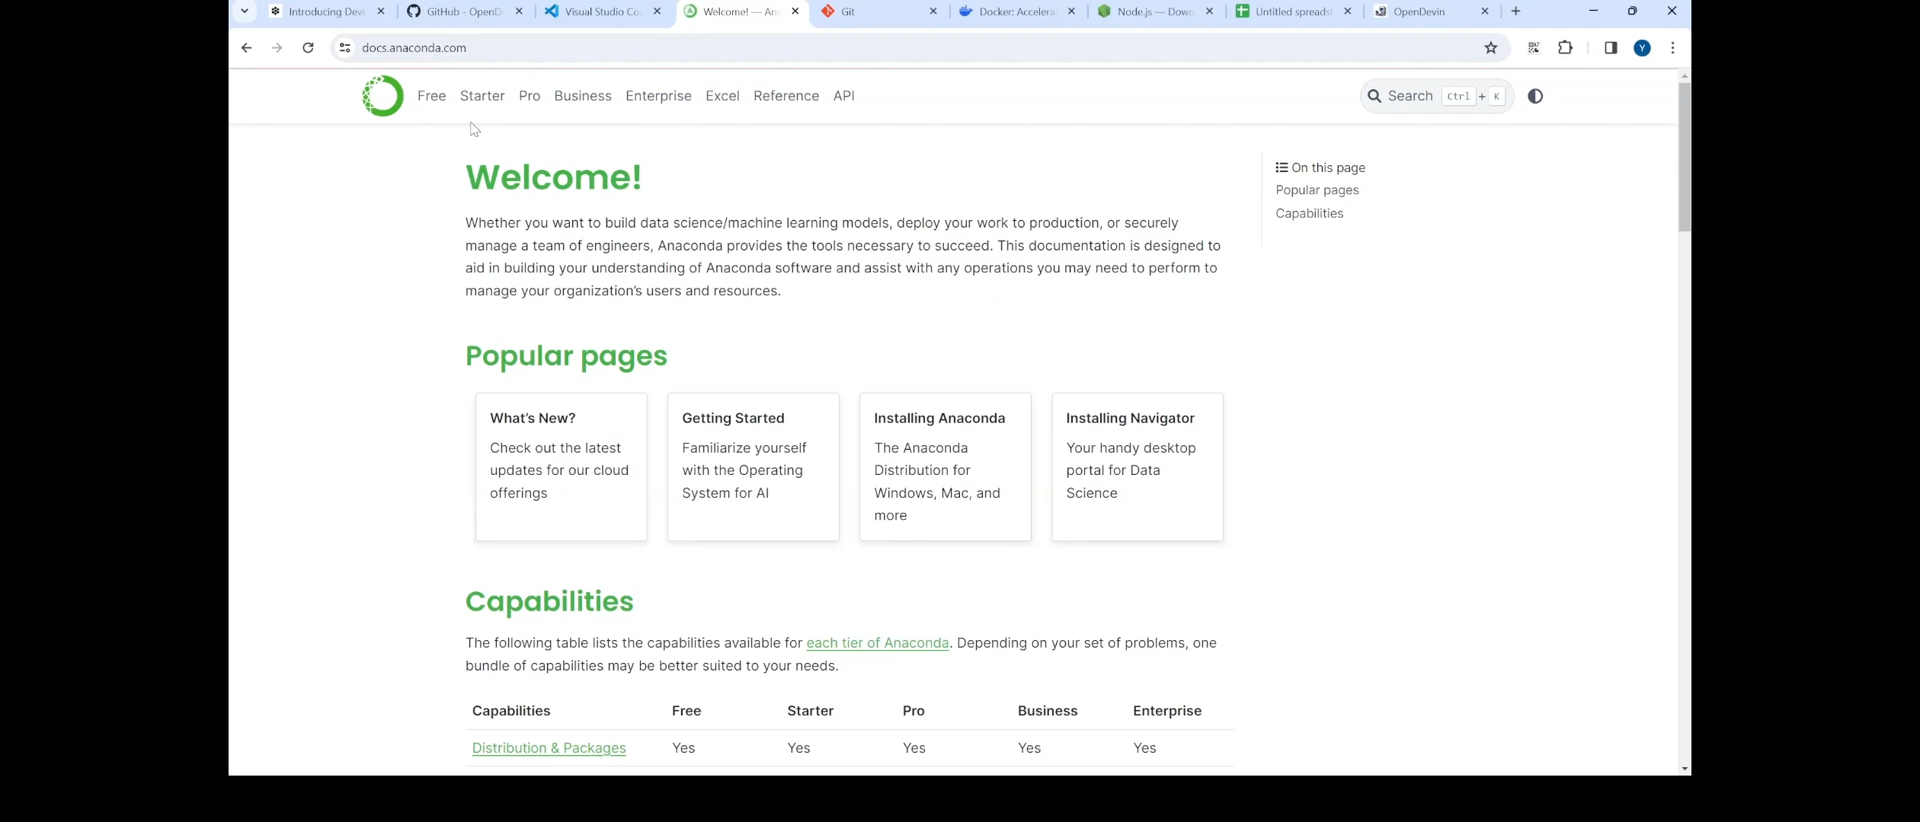 Introducing Devi
GitHub - OpenD
Visual Studio Co
Welcome! — An
Git
Docker: Accelera
Node.js — Down
Untitled spreads
OpenDevin
docs.anaconda.com
Y
Free Starter Pro Business Enterprise Excel Reference API
Search Ctrl + K
Welcome!
Whether you want to build data science/machine learning models, deploy your work to production, or securely
manage a team of engineers, Anaconda provides the tools necessary to succeed. This documentation is designed to
aid in building your understanding of Anaconda software and assist with any operations you may need to perform to
manage your organization’s users and resources.
On this page
Popular pages
Capabilities
Popular pages
What’s New?
Check out the latest
updates for our cloud
offerings
Getting Started
Familiarize yourself
with the Operating
System for AI
Installing Anaconda
The Anaconda
Distribution for
Windows, Mac, and
more
Installing Navigator
Your handy desktop
portal for Data
Science
Capabilities
The following table lists the capabilities available for each tier of Anaconda. Depending on your set of problems, one
bundle of capabilities may be better suited to your needs.
Capabilities Free Starter Pro Business Enterprise
Distribution & Packages Yes Yes Yes Yes Yes